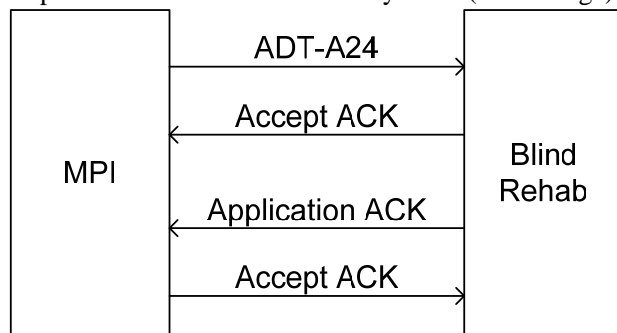 ADT-A24
Accept ACK
MPI
Blind
Rehab
Application ACK
Accept ACK